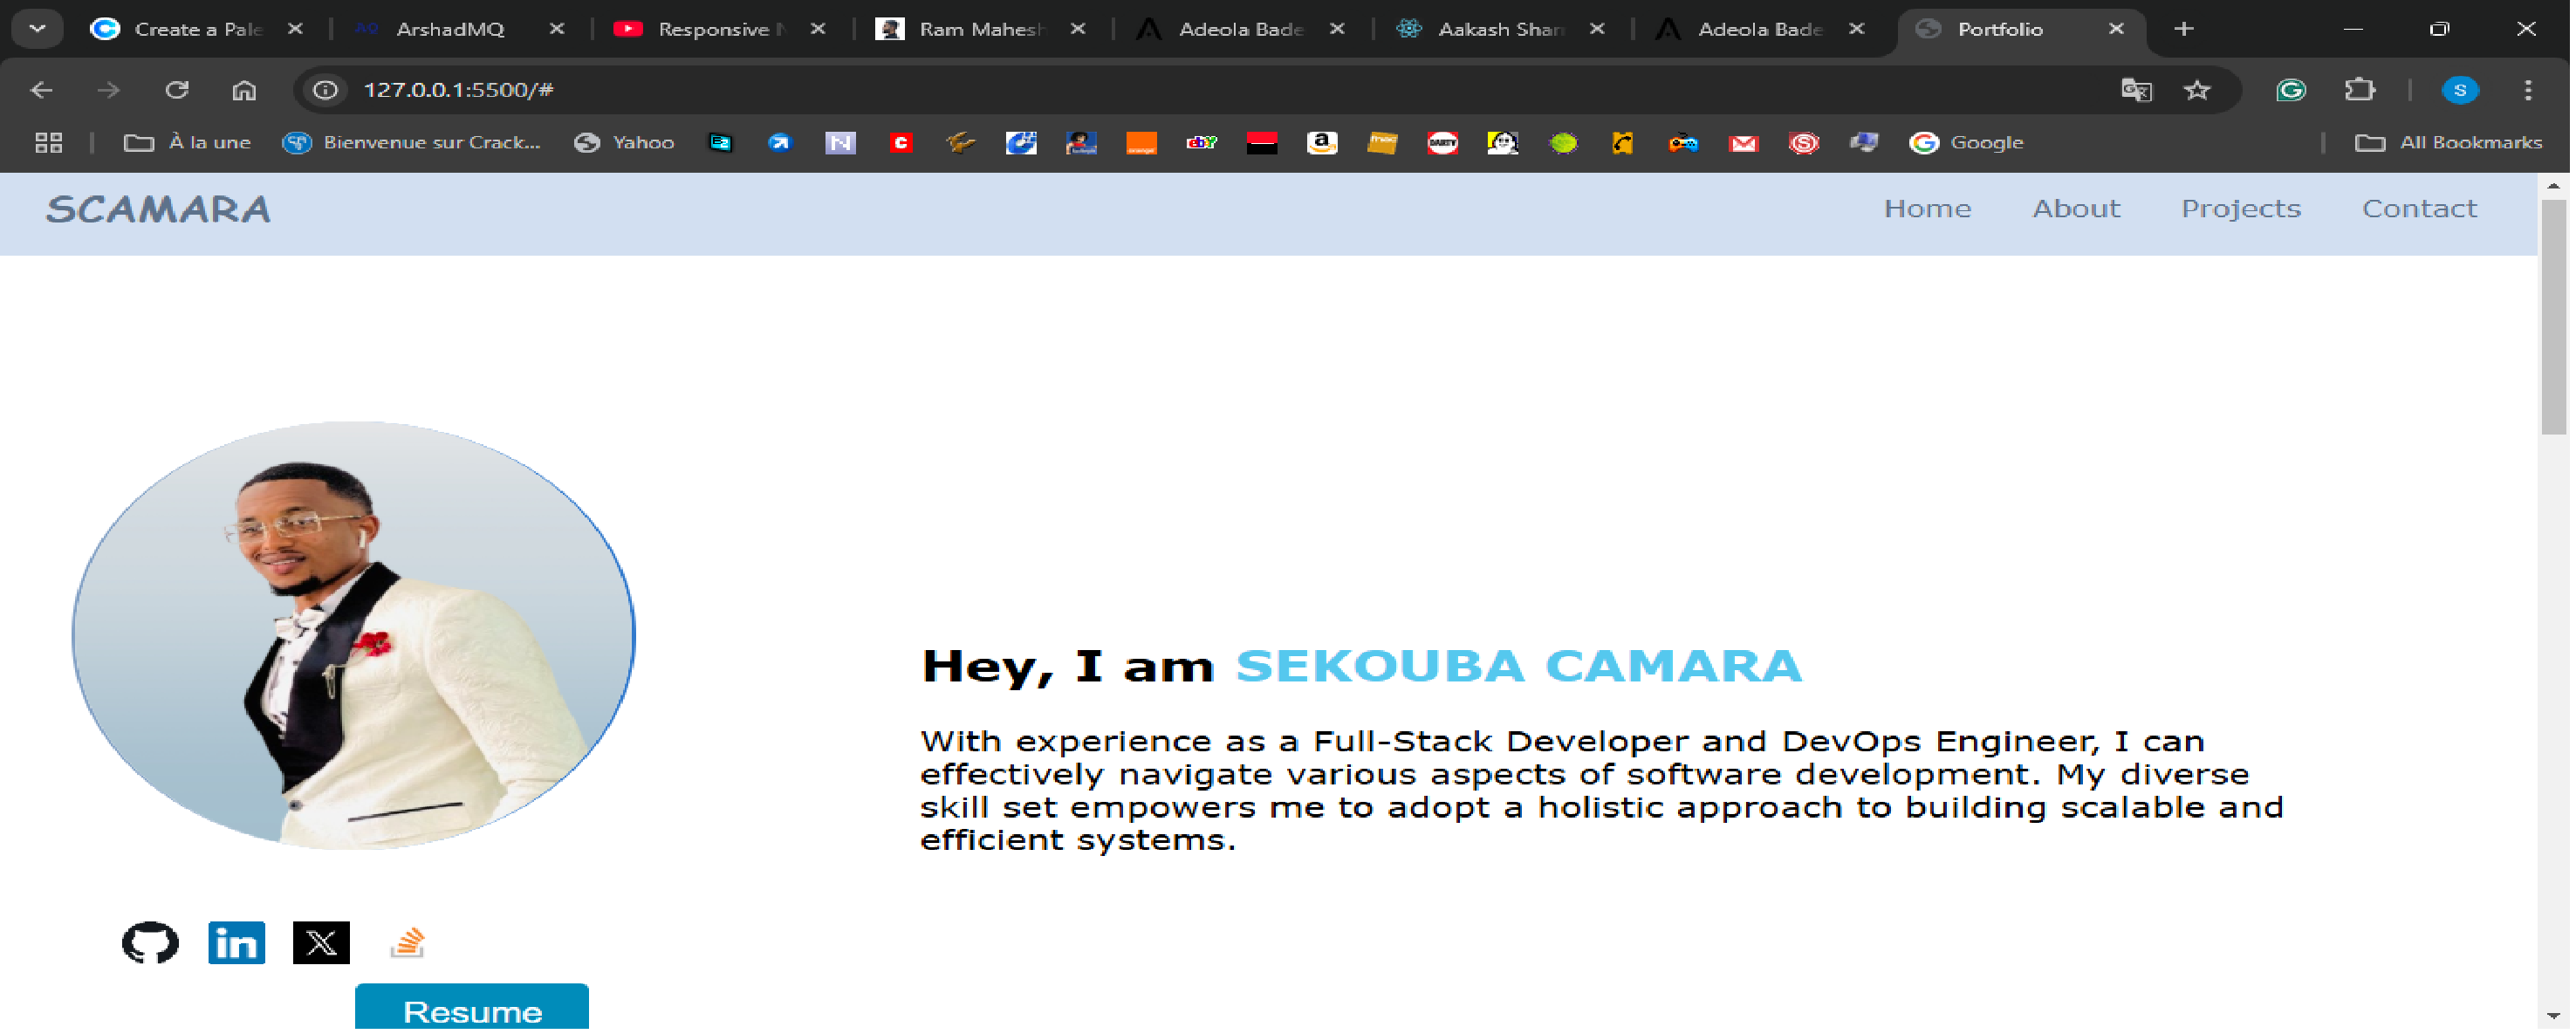 Create a Pale
ArshadMQ
Responsive N
Ram Mahesh
Adeola Bade
Aakash Shar
Adeola Bade
Portfolio
127.0.0.1:5500/#
S
À la une
Bienvenue sur Crack...
Yahoo
Google
All Bookmarks
SCAMARA
Home About Projects Contact
Hey, I am SEKOUBA CAMARA
With experience as a Full-Stack Developer and DevOps Engineer, I can
effectively navigate various aspects of software development. My diverse
skill set empowers me to adopt a holistic approach to building scalable and
efficient systems.
in
X
Resume